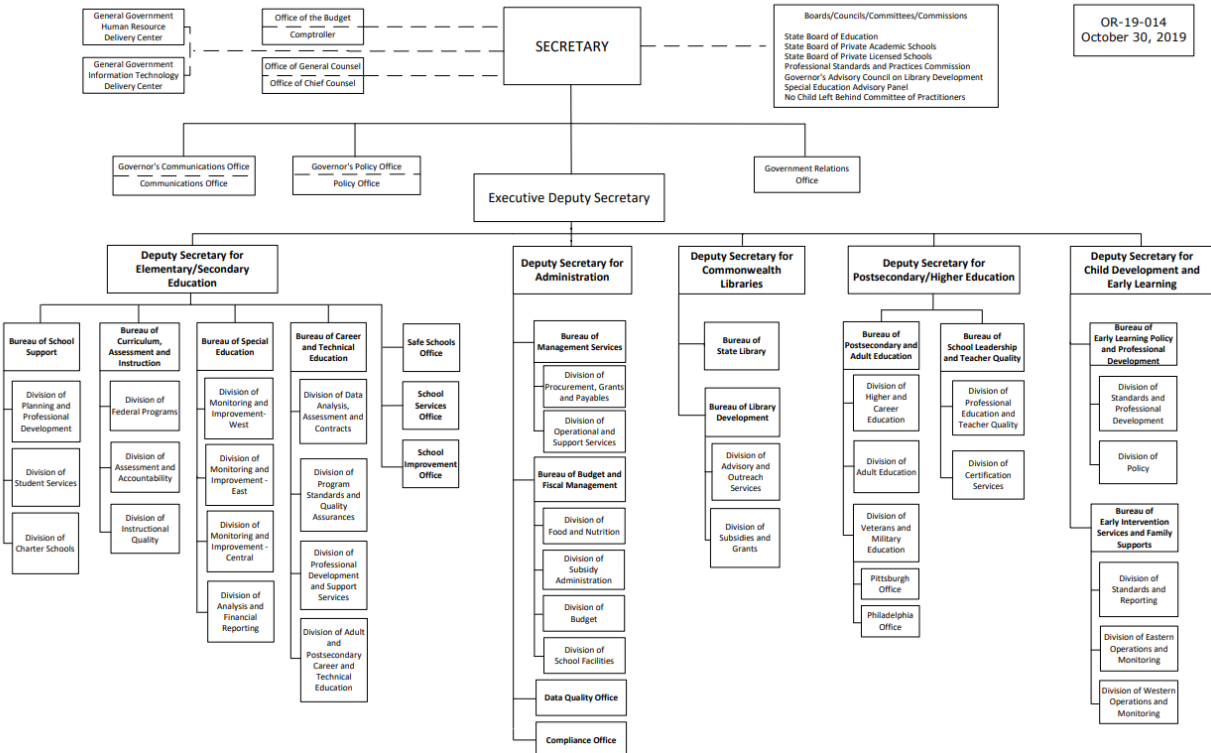 General Government
Human Resource
Delivery Center
General Government
Information Technology
Delivery Center
Office of the Budget
Comptroller
Office of General Counsel
Office of Chief Counsel
SECRETARY
Boards/Councils/Committees/Commissions
State Board of Education
State Board of Private Academic Schools
State Board of Private Licensed Schools
Professional Standards and Practices Commission
Governor's Advisory Council on Library Development
Special Education Advisory Panel
No Child Left Behind Committee of Practitioners
OR-19-014
October 30, 2019
Governor's Communications Office
Communications Office
Governor's Policy Office
Policy Office
Government Relations
Office
Executive Deputy Secretary
Deputy Secretary for
Elementary/Secondary
Education
Bureau of School
Support
Division of
Planning and
Professional
Development
Division of
Student Services
Division of
Charter Schools
Bureau of
Curriculum,
Assessment and
Instruction
Division of
Federal Programs
Division of
Assessment and
Accountability
Division of
Instructional
Quality
Bureau of Special
Education
Division of
Monitoring and
Improvement-
West
Division of
Monitoring and
Improvement -
East
Division of
Monitoring and
Improvement -
Central
Division of
Analysis and
Financial
Reporting
Bureau of Career
and Technical
Education
Division of Data
Analysis,
Assessment and
Contracts
Division of
Program
Standards and
Quality
Assurances
Division of
Professional
Development
and Support
Services
Division of Adult
and
Postsecondary
Career and
Technical
Education
Safe Schools
Office
School
Services
Office
School
Improvement
Office
Deputy Secretary for
Administration
Bureau of
Management Services
Division of
Procurement, Grants
and Payables
Division of
Operational and
Support Services
Bureau of Budget and
Fiscal Management
Division of
Food and Nutrition
Division of
Subsidy
Administration
Division of
Budget
Division of
School Facilities
Data Quality Office
Compliance Office
Deputy Secretary for
Commonwealth
Libraries
Bureau of
State Library
Bureau of Library
Development
Division of
Advisory and
Outreach
Services
Division of
Subsidies and
Grants
Deputy Secretary for
Postsecondary/Higher Education
Bureau of
Postsecondary and
Adult Education
Division of
Higher and
Career
Education
Division of
Adult Education
Division of
Veterans and
Military
Education
Pittsburgh
Office
Philadelphia
Office
Bureau of
School Leadership
and Teacher Quality
Division of
Professional
Education and
Teacher Quality
Division of
Certification
Services
Deputy Secretary for
Child Development and
Early Learning
Bureau of
Early Learning Policy
and Professional
Development
Division of
Standards and
Professional
Development
Division of
Policy
Bureau of
Early Intervention
Services and Family
Supports
Division of
Standards and
Reporting
Division of Eastern
Operations and
Monitoring
Division of Western
Operations and
Monitoring